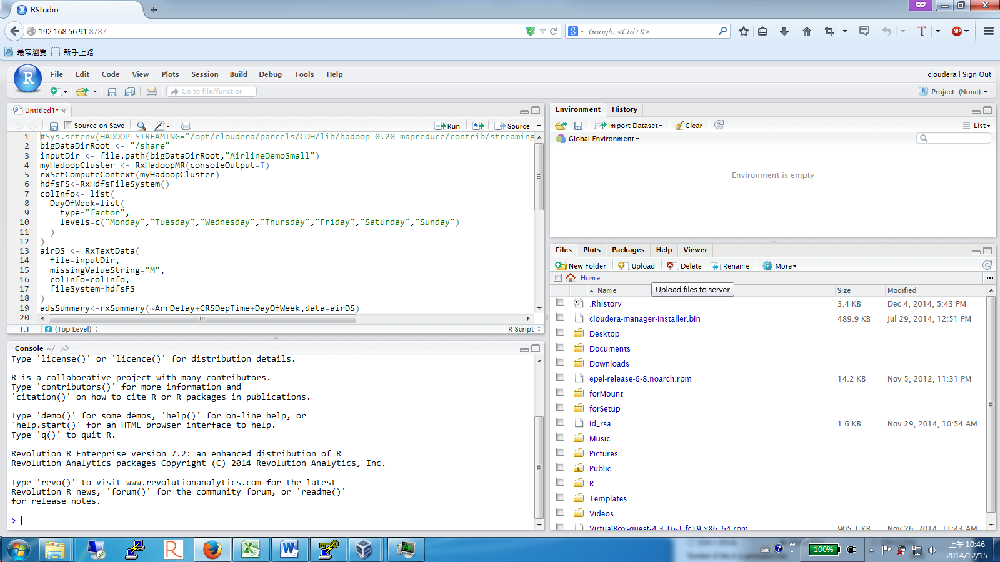 RStudio
192.168.56.91:8787
Google <Ctrl+K>
ABP
最常瀏覽 新手上路
R File Edit Code View Plots Session Build Debug Tools Help
cloudera | Sign Out
Go to file/function
Project: (None)
Untitled1*
Source on Save
Run
Source
1 #Sys.setenv(HADOOP_STREAMING="/opt/cloudera/parcels/CDH/lib/hadoop-0.20-mapreduce/contrib/streaming
2 bigDataDirRoot <- "/share"
3 inputDir <- file.path(bigDataDirRoot,"AirlineDemoSmall")
4 myHadoopCluster <- RxHadoopMR(consoleOutput=T)
5 rxSetComputeContext(myHadoopCluster)
6 hdfsFS<-RxHdfsFileSystem()
7 colInfo<- list(
8 DayOfWeek=list(
9 type="factor",
10 levels=c("Monday","Tuesday","Wednesday","Thursday","Friday","Saturday","Sunday")
11 )
12 )
13 airDS <- RxTextData(
14 file=inputDir,
15 missingValueString="M",
16 colInfo=colInfo,
17 fileSystem=hdfsFS
18 )
19 adsSummary<-rxSummary(~ArrDelay+CRSDepTime+DayOfWeek,data=airDS)
20
1:1 (Top Level) R Script
Console ~/
Type 'license()' or 'licence()' for distribution details.
R is a collaborative project with many contributors.
Type 'contributors()' for more information and
'citation()' on how to cite R or R packages in publications.
Type 'demo()' for some demos, 'help()' for on-line help, or
'help.start()' for an HTML browser interface to help.
Type 'q()' to quit R.
Revolution R Enterprise version 7.2: an enhanced distribution of R
Revolution Analytics packages Copyright (C) 2014 Revolution Analytics, Inc.
Type 'revo()' to visit www.revolutionanalytics.com for the latest
Revolution R news, 'forum()' for the community forum, or 'readme()'
for release notes.
>
Environment History
Import Dataset Clear List
Global Environment
Environment is empty
Files Plots Packages Help Viewer
New Folder Upload Delete Rename More
Home
Upload files to server
Name Size Modified
.Rhistory 3.4 KB Dec 4, 2014, 5:43 PM
cloudera-manager-installer.bin 489.9 KB Jul 29, 2014, 12:51 PM
Desktop
Documents
Downloads
epel-release-6-8.noarch.rpm 14.2 KB Nov 5, 2012, 11:31 PM
forMount
forSetup
id_rsa 1.6 KB Nov 29, 2014, 10:54 AM
Music
Pictures
Public
R
Templates
Videos
VirtualBox-guest-4.3.16-1.fc19.x86_64.rpm 905.1 KB Nov 26, 2014, 11:43 AM
100%
上午 10:46
2014/12/15